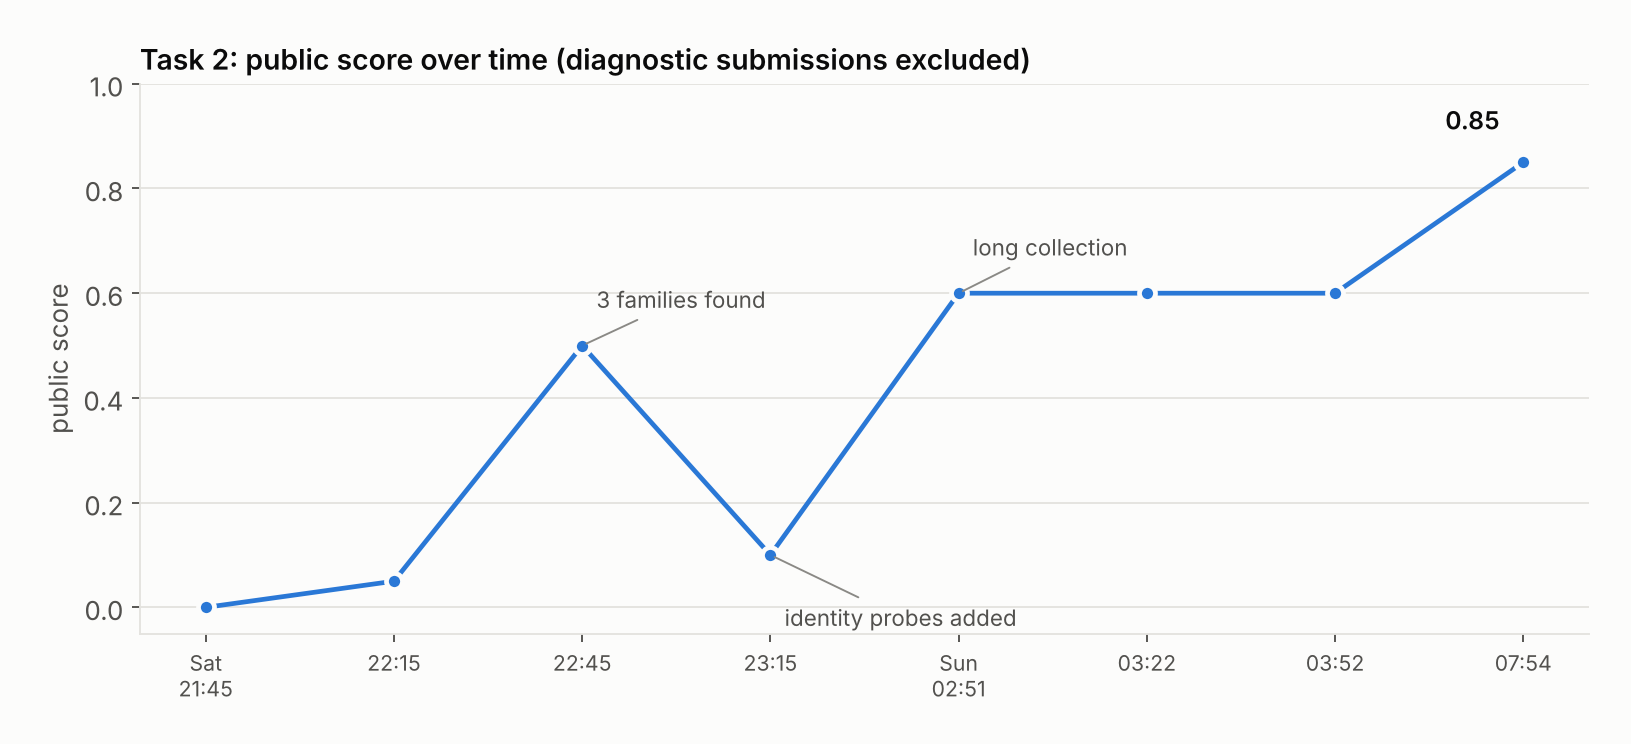 Task 2: public score over time (diagnostic submissions excluded)
1.0
0.85
0.8
long collection
3 families found
0.6
public score
0.4
0.2
0.0
identity probes added
Sat
21:45
22:15
22:45
23:15
Sun
02:51
03:22
03:52
07:54